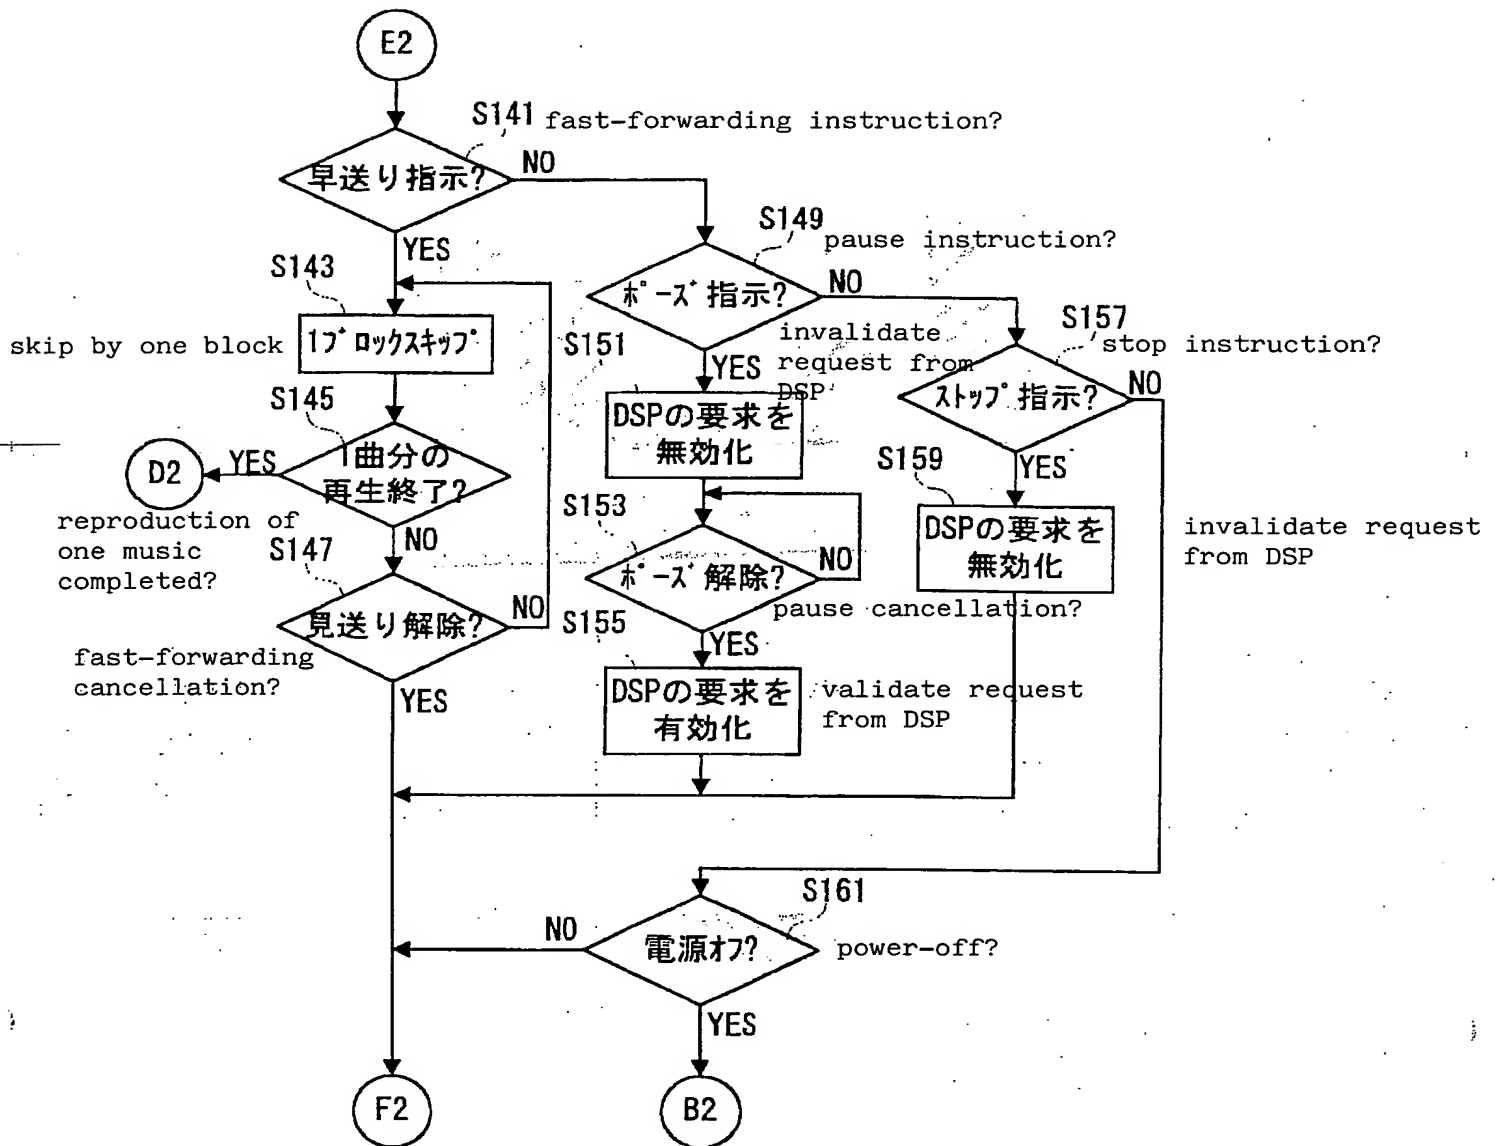 E2
S141
fast-forwarding instruction?
早送り指示?
NO
YES
S149
pause instruction?
ポーズ指示?
NO
YES
S143
skip by one block
1ブロックスキップ
S157
stop instruction?
ストップ指示?
NO
YES
S151
invalidate
request from
DSP
DSPの要求を
無効化
S145
1曲分の
再生終了?
YES
D2
NO
reproduction of
one music
completed?
S159
DSPの要求を
無効化
invalidate request
from DSP
S153
ポーズ解除?
NO
pause cancellation?
YES
S147
見送り解除?
NO
fast-forwarding
cancellation?
YES
S155
DSPの要求を
有効化
validate request
from DSP
S161
電源オフ?
NO
power-off?
YES
F2
B2